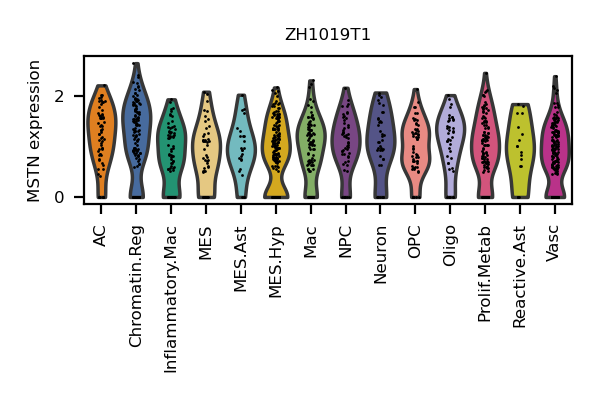 ZH1019T1
MSTN expression
2
0
AC
Chromatin.Reg
Inflammatory.Mac
MES
MES.Ast
MES.Hyp
Mac
NPC
Neuron
OPC
Oligo
Prolif.Metab
Reactive.Ast
Vasc